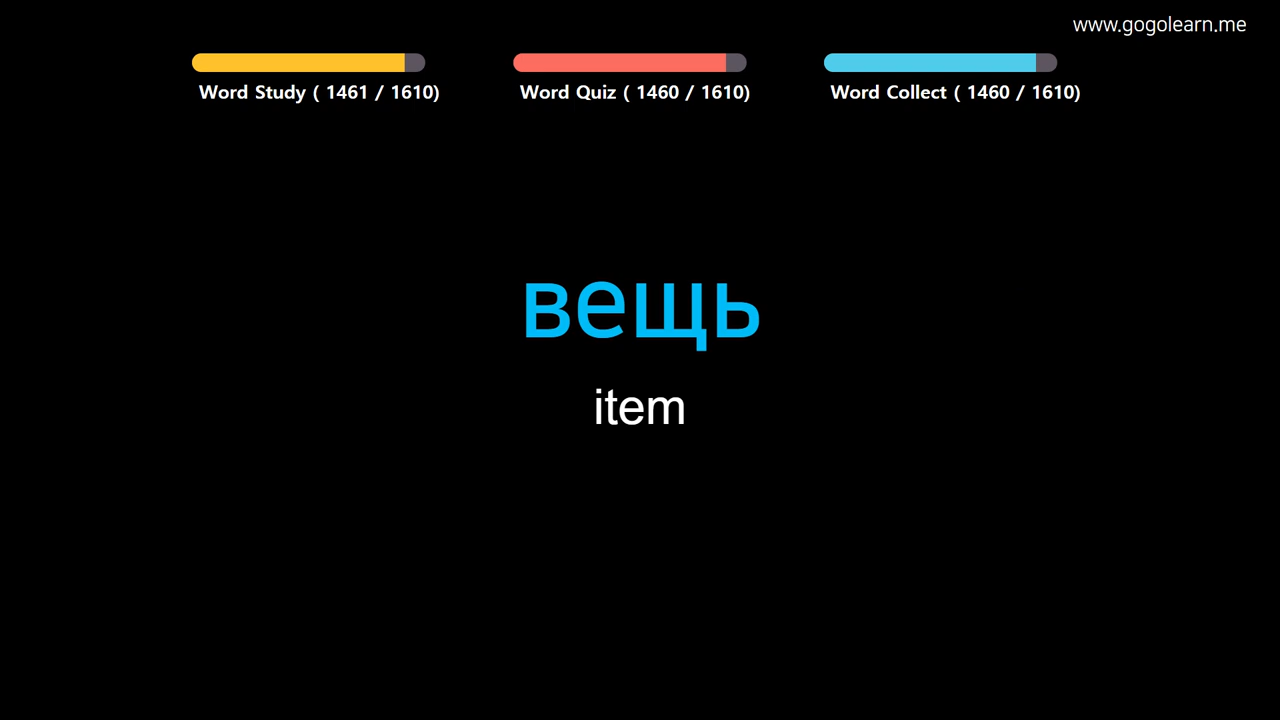 www.gogolearn.me
Word Study ( 1461 / 1610)
Word Quiz ( 1460 / 1610)
Word Collect ( 1460 / 1610)
вещь
item